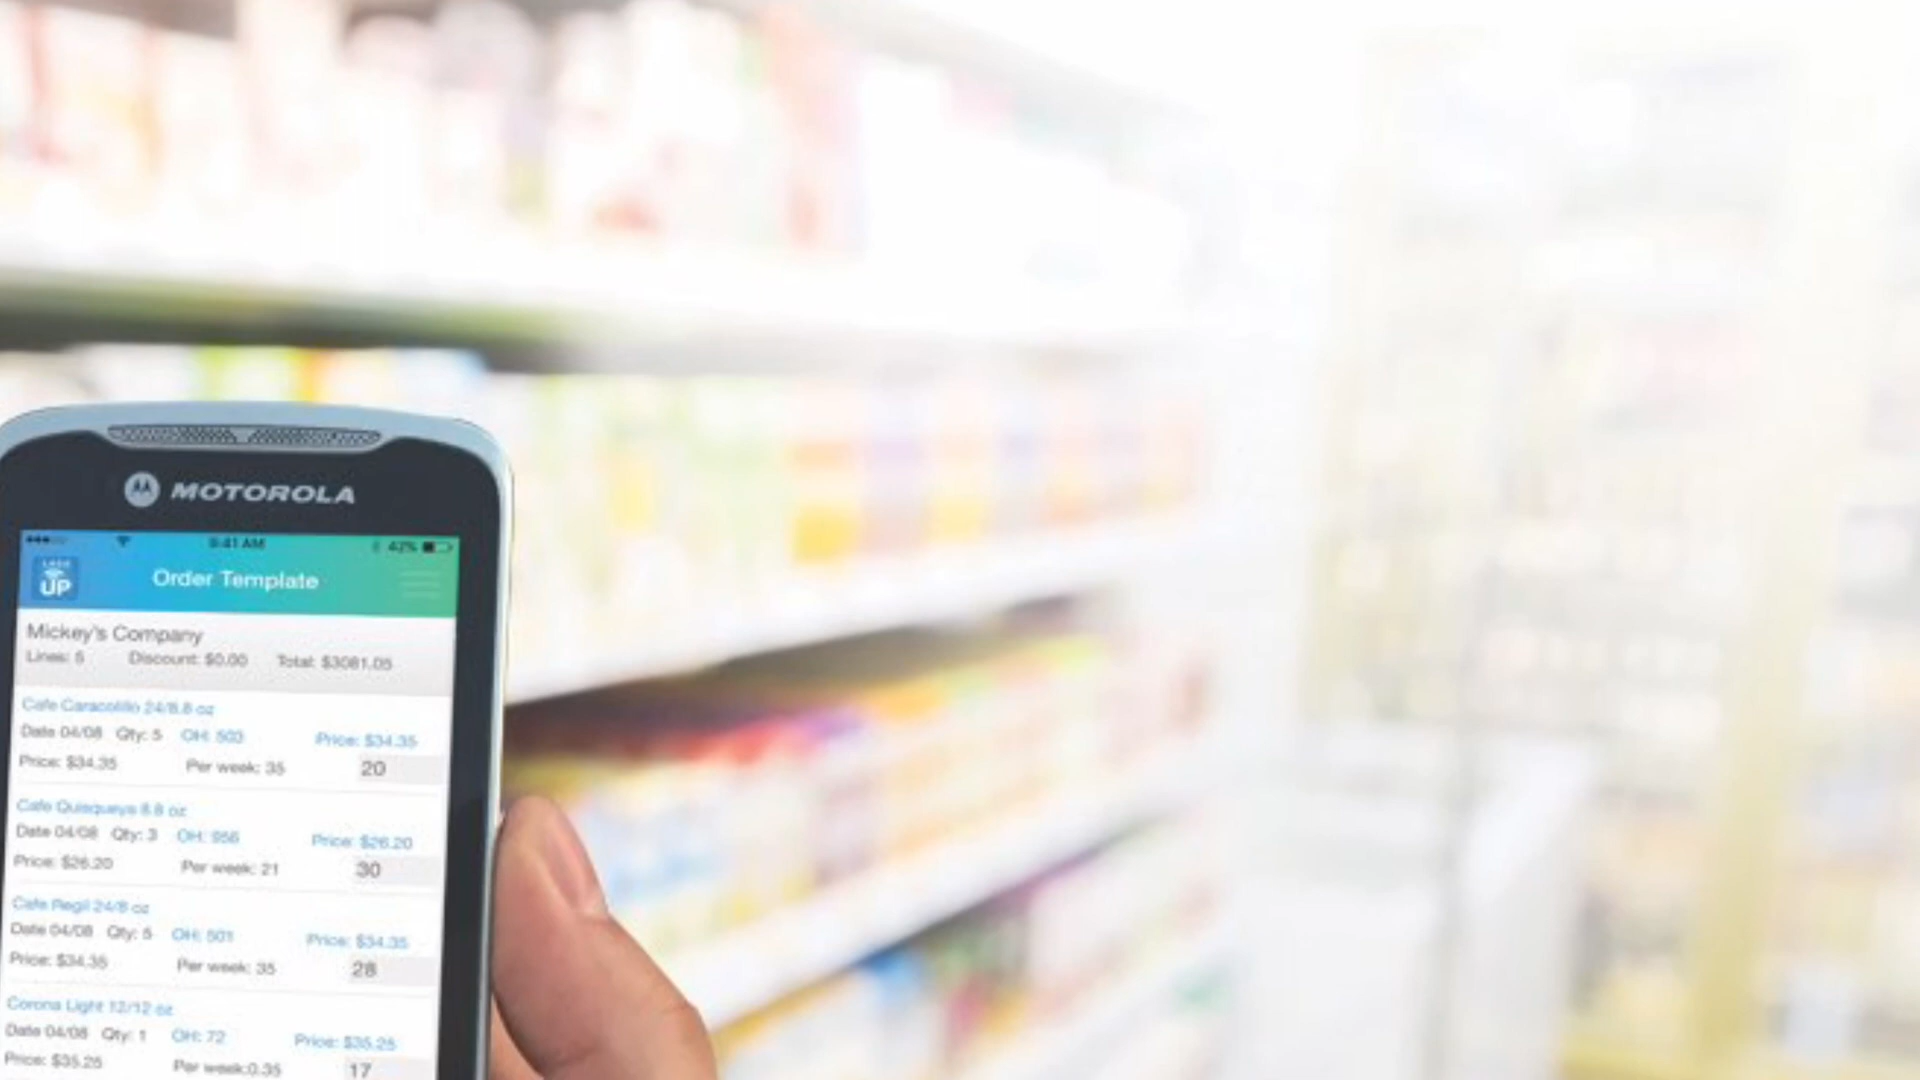 MOTOROLA
9:41 AM 42%
UP Order Template
Mickey's Company
Lines: 5 Discount: $0.00 Total: $3081.05
Cafe Caracolillo 24/8.8 oz
Date 04/08 Qty: 5 OH: 503 Price: $34.35
Price: $34.35 Per week: 35 20
Cafe Quisqueya 8.8 oz
Date 04/08 Qty: 3 OH: 956 Price: $26.20
Price: $26.20 Per week: 21 30
Cafe Regil 24/8 oz
Date 04/08 Qty: 5 OH: 501 Price: $34.35
Price: $34.35 Per week: 35 28
Corona Light 12/12 oz
Date 04/08 Qty: 1 OH: 72 Price: $35.25
Price: $35.25 Per week:0.35 17